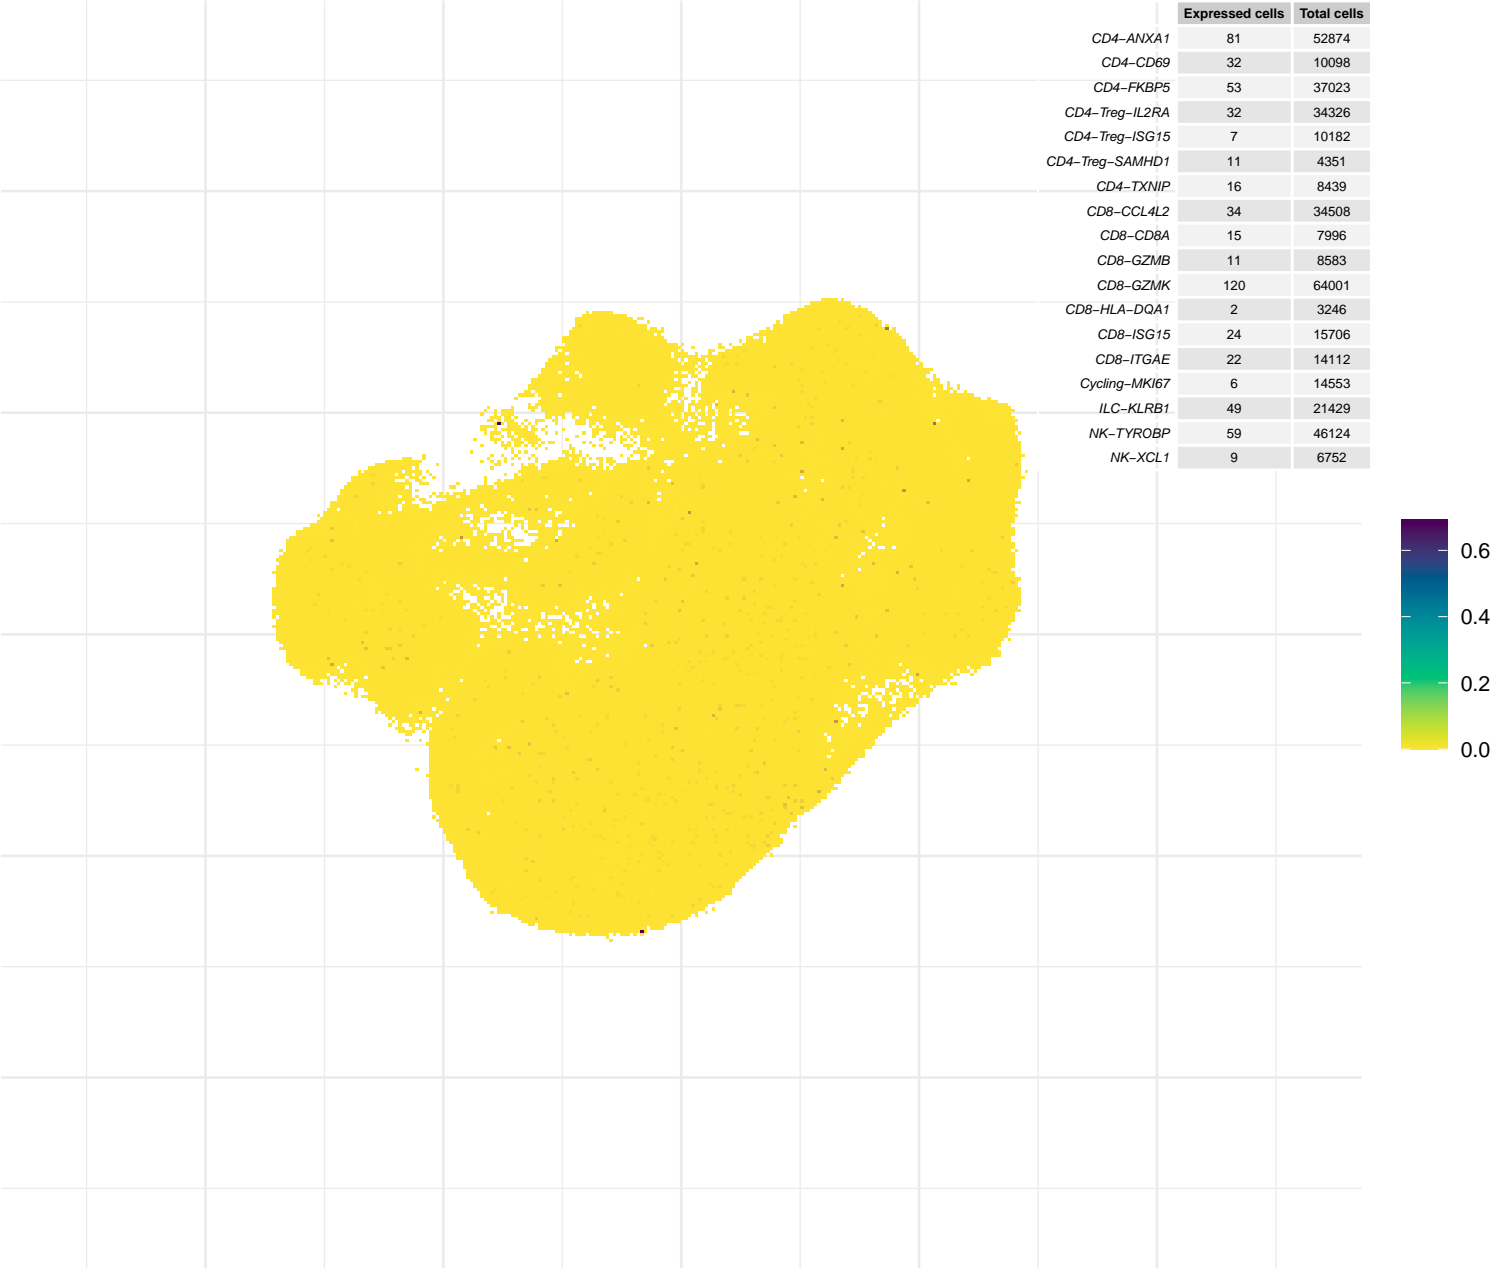 Expressed cells Total cells
CD4−ANXA1 81 52874
CD4−CD69 32 10098
CD4−FKBP5 53 37023
CD4−Treg−IL2RA 32 34326
CD4−Treg−ISG15 7 10182
CD4−Treg−SAMHD1 11 4351
CD4−TXNIP 16 8439
CD8−CCL4L2 34 34508
CD8−CD8A 15 7996
CD8−GZMB 11 8583
CD8−GZMK 120 64001
CD8−HLA−DQA1 2 3246
CD8−ISG15 24 15706
CD8−ITGAE 22 14112
Cycling−MKI67 6 14553
ILC−KLRB1 49 21429
NK−TYROBP 59 46124
NK−XCL1 9 6752
0.6
0.4
0.2
0.0